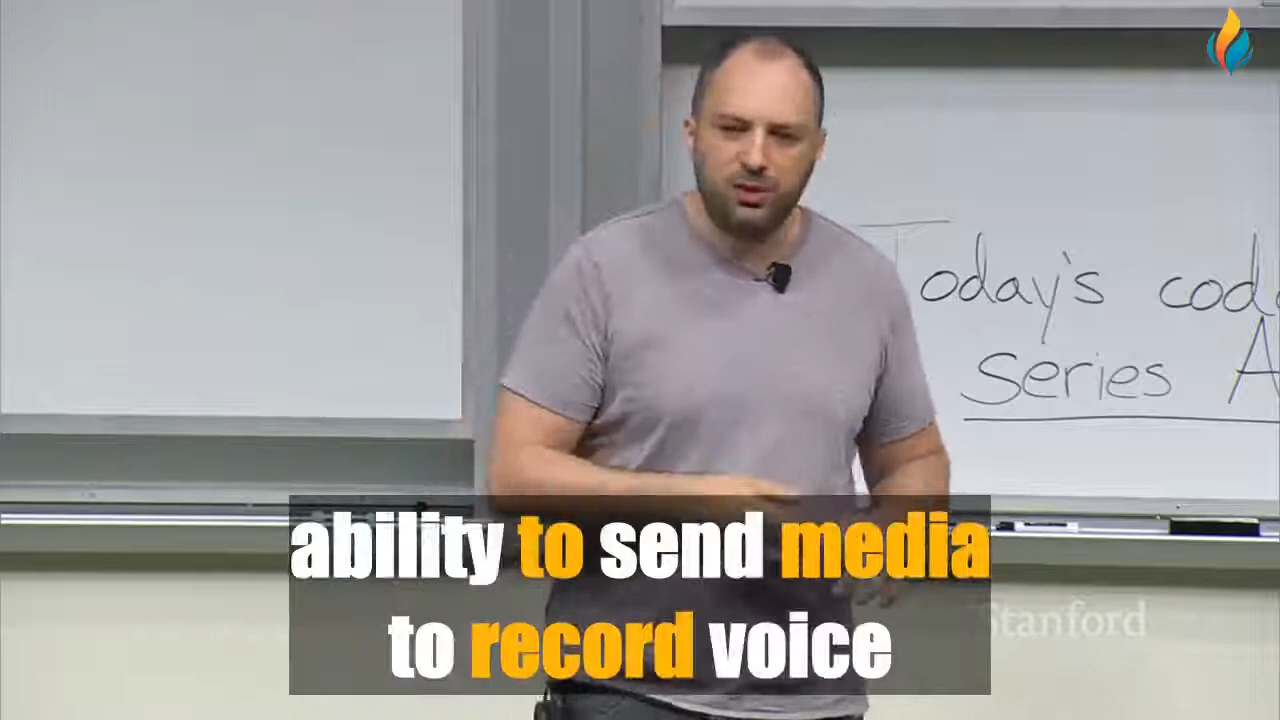 Today's cod
Series A
ability to send media
to record voice
Stanford